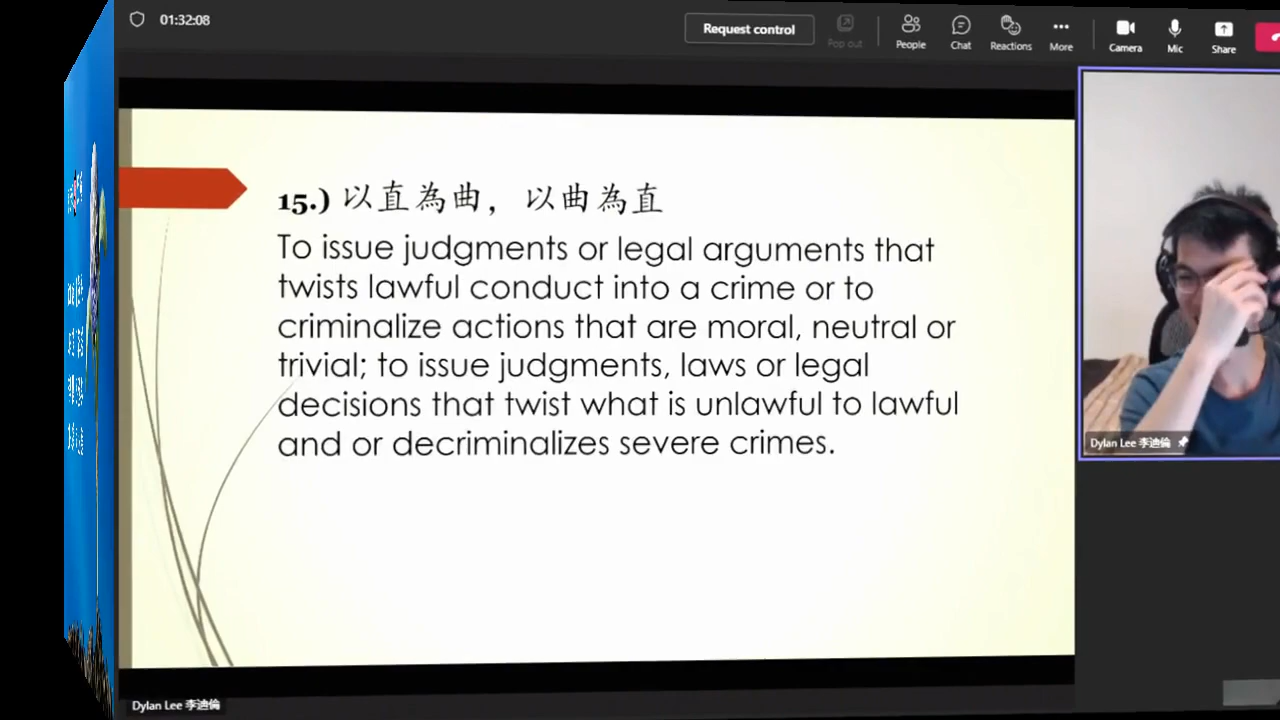 01:32:08
Request control
Pop out
People
Chat
Reactions
More
Camera
Mic
Share
15.) 以直為曲，以曲為直
To issue judgments or legal arguments that
twists lawful conduct into a crime or to
criminalize actions that are moral, neutral or
trivial; to issue judgments, laws or legal
decisions that twist what is unlawful to lawful
and or decriminalizes severe crimes.
Dylan Lee 李迪倫
Dylan Lee 李迪倫